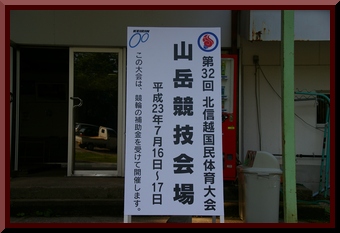 第32回 北信越国民体育大会
山岳競技会場
平成23年7月16日～17日
この大会は、競輪の補助金を受けて開催します。